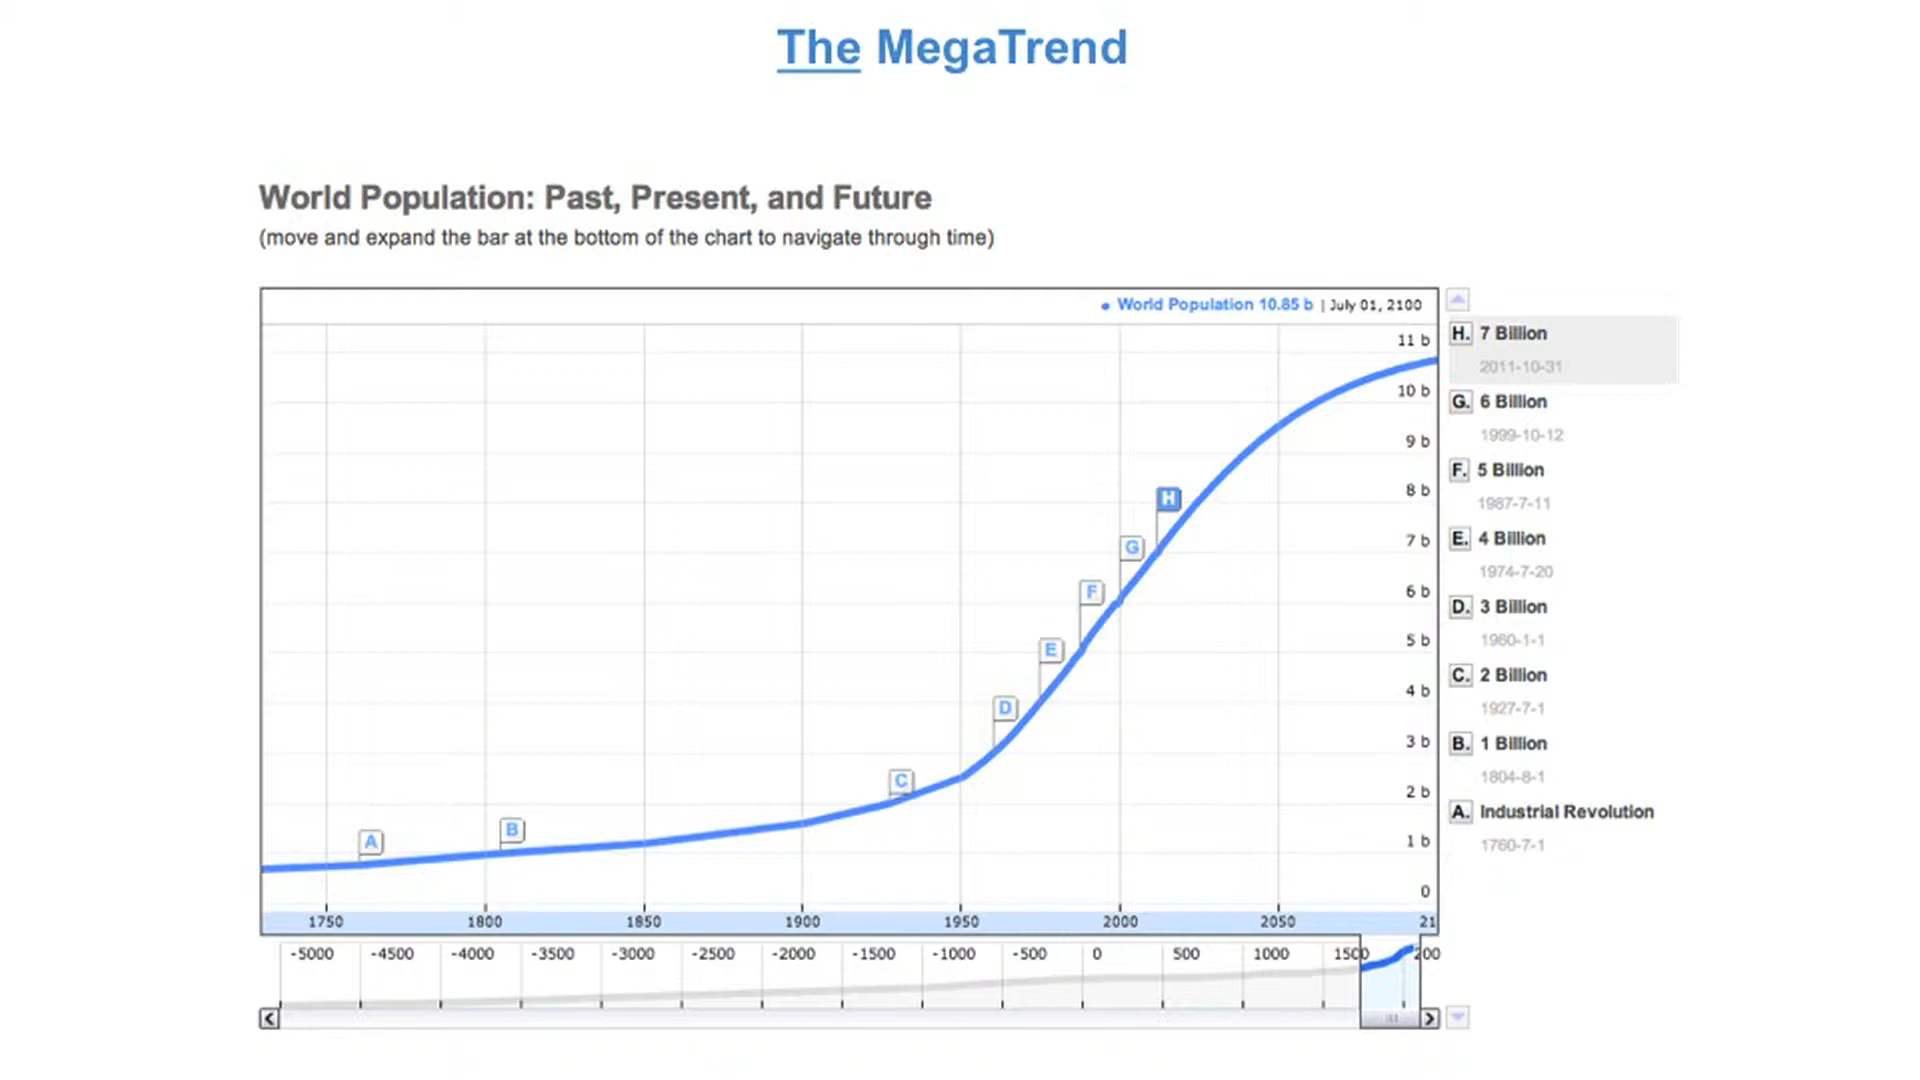 The MegaTrend
World Population: Past, Present, and Future
(move and expand the bar at the bottom of the chart to navigate through time)
World Population 10.85 b | July 01, 2100
11 b
10 b
9 b
8 b
7 b
6 b
5 b
4 b
3 b
2 b
1 b
0
A
B
C
D
E
F
G
H
1750 1800 1850 1900 1950 2000 2050 21
-5000 -4500 -4000 -3500 -3000 -2500 -2000 -1500 -1000 -500 0 500 1000 1500 200
H. 7 Billion
2011-10-31
G. 6 Billion
1999-10-12
F. 5 Billion
1987-7-11
E. 4 Billion
1974-7-20
D. 3 Billion
1960-1-1
C. 2 Billion
1927-7-1
B. 1 Billion
1804-8-1
A. Industrial Revolution
1760-7-1